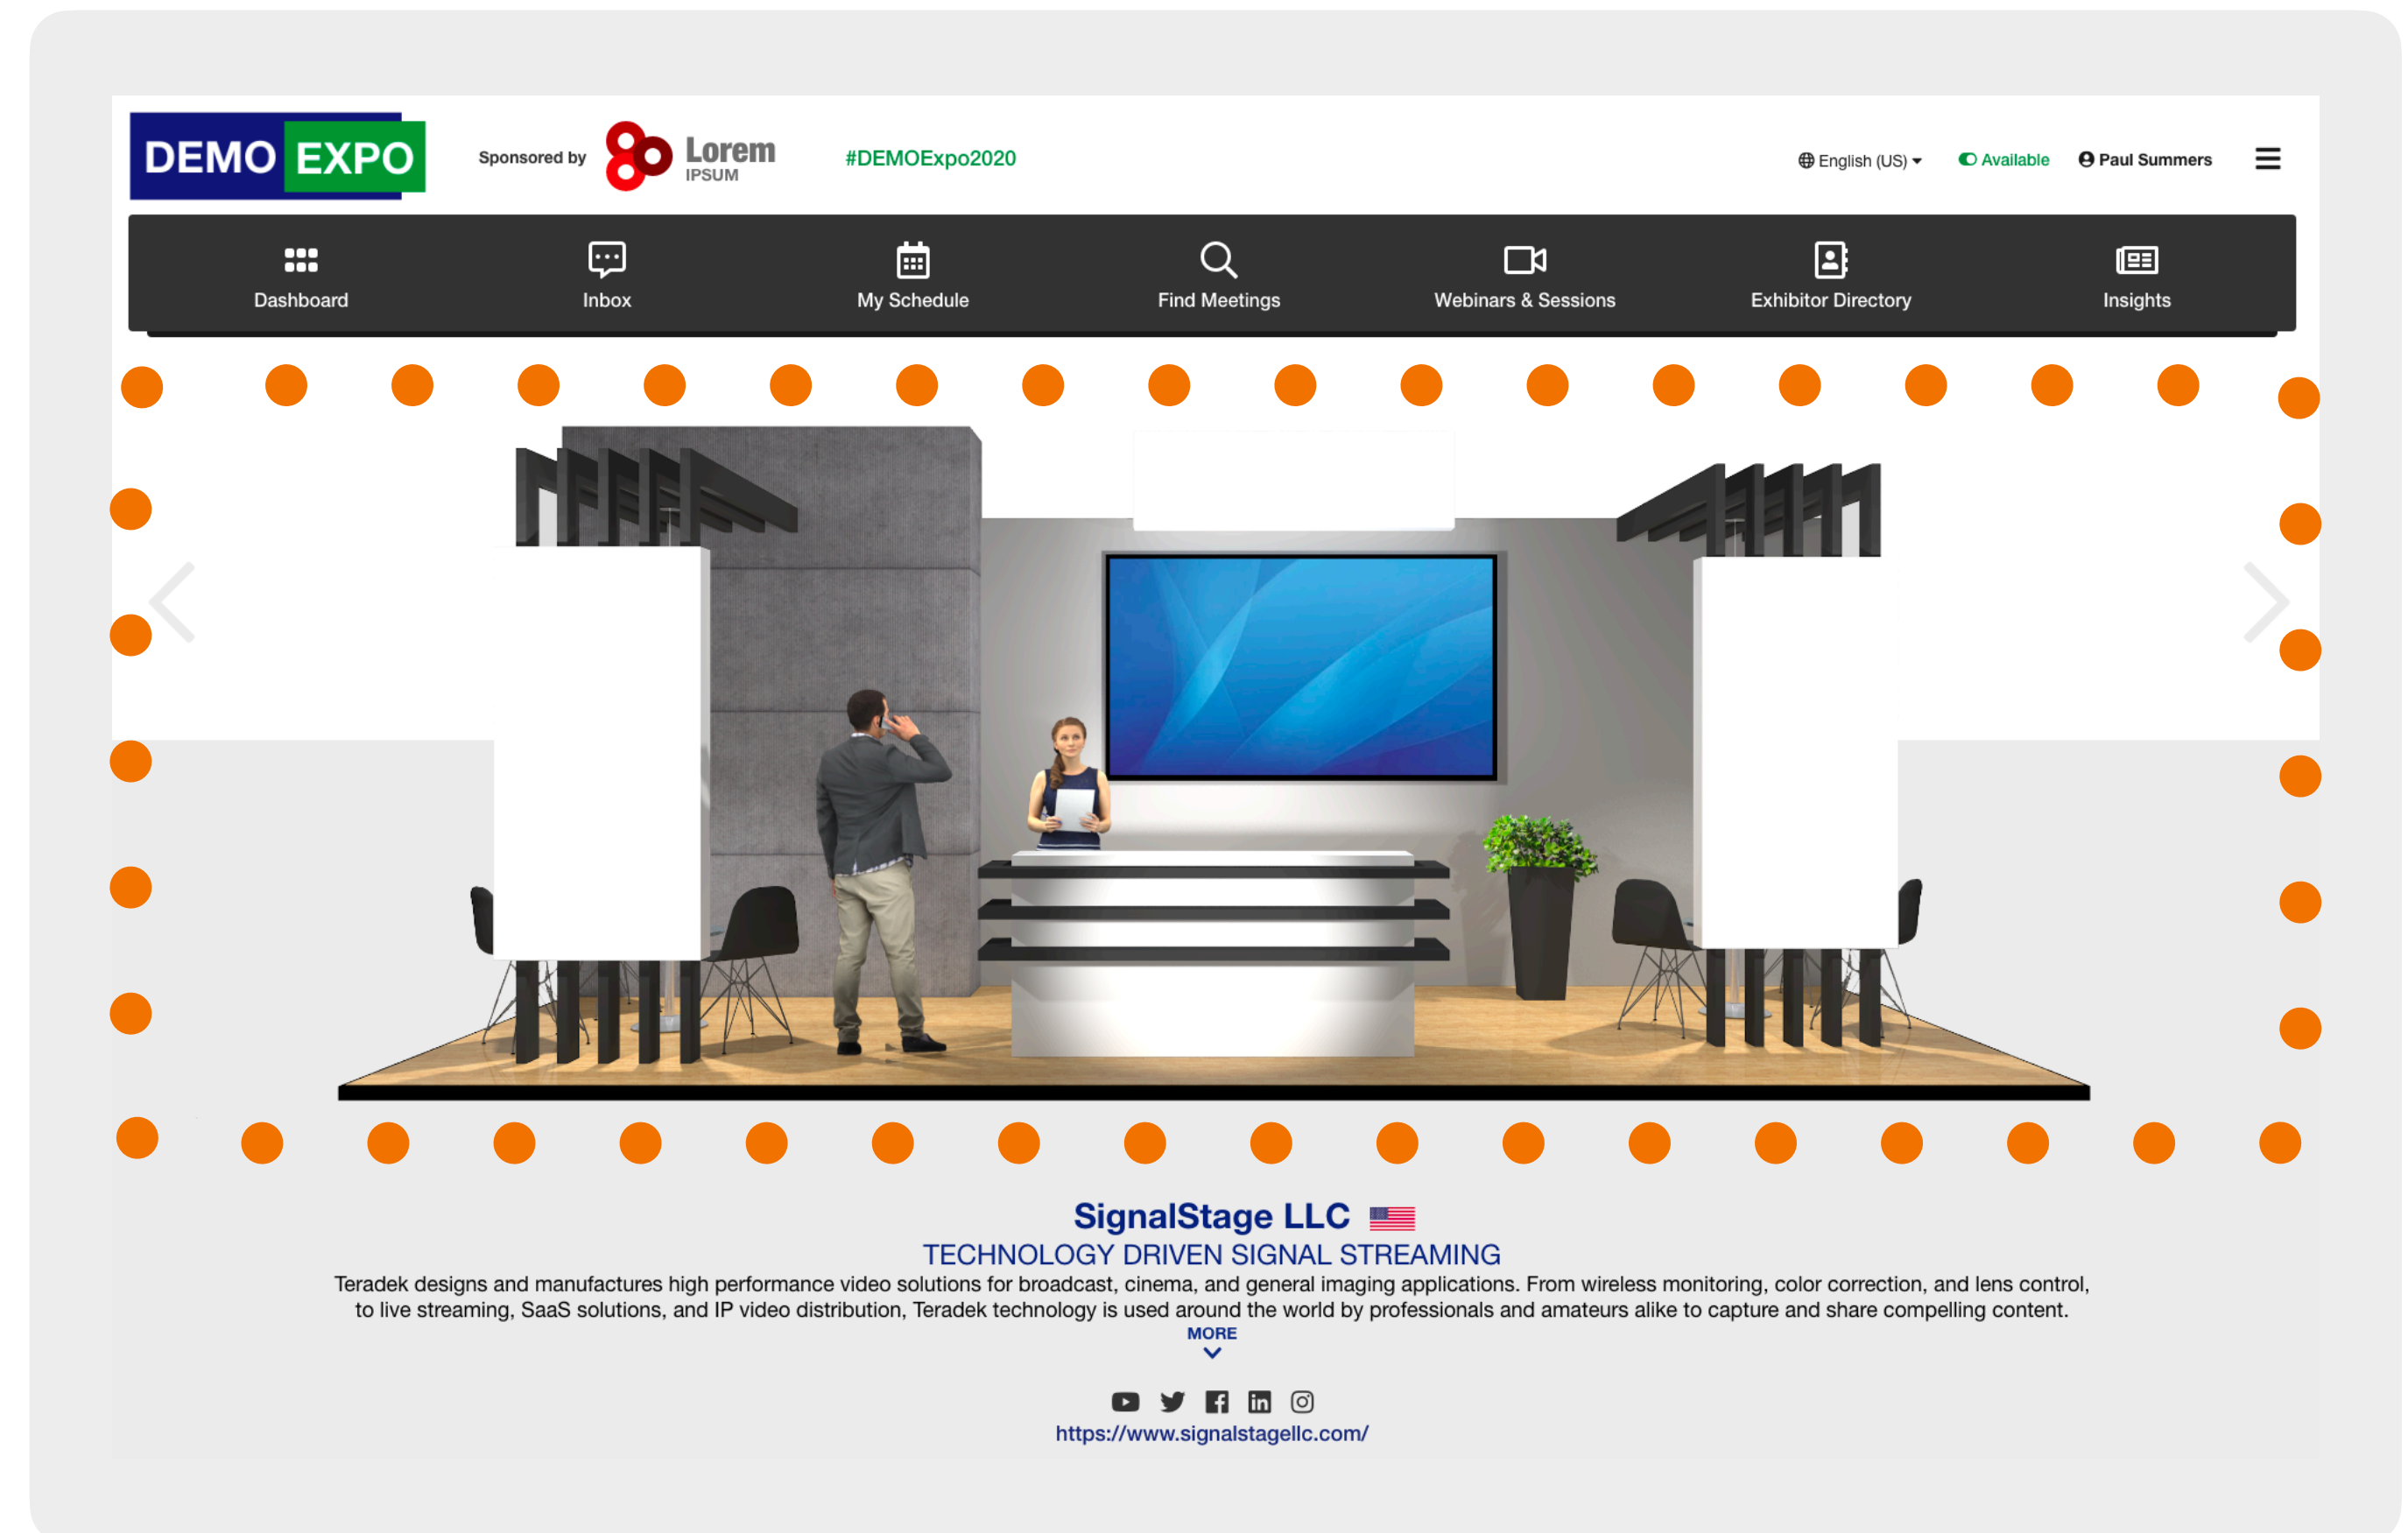 DEMO EXPO
Sponsored by
Lorem
IPSUM
#DEMOExpo2020
English (US)
Available
Paul Summers
Dashboard
Inbox
My Schedule
Find Meetings
Webinars & Sessions
Exhibitor Directory
Insights
SignalStage LLC
TECHNOLOGY DRIVEN SIGNAL STREAMING
Teradek designs and manufactures high performance video solutions for broadcast, cinema, and general imaging applications. From wireless monitoring, color correction, and lens control,
to live streaming, SaaS solutions, and IP video distribution, Teradek technology is used around the world by professionals and amateurs alike to capture and share compelling content.
MORE
https://www.signalstagellc.com/